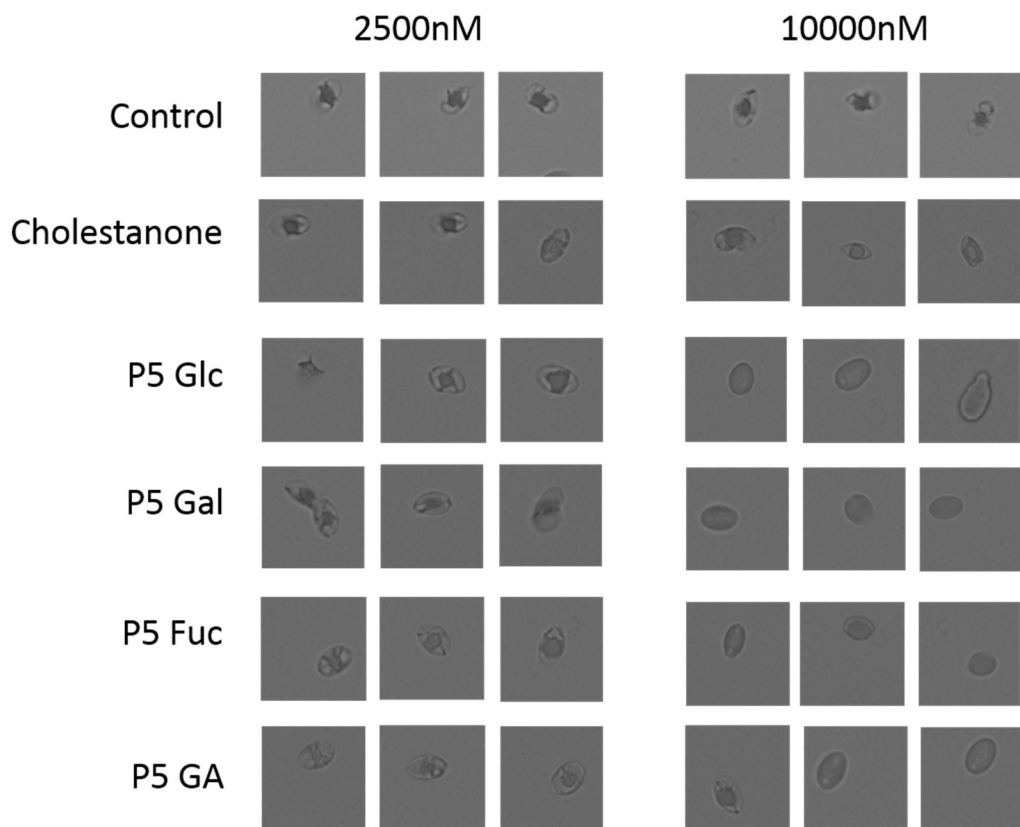 2500nM 10000nM
Control
Cholestanone
P5 Glc
P5 Gal
P5 Fuc
P5 GA